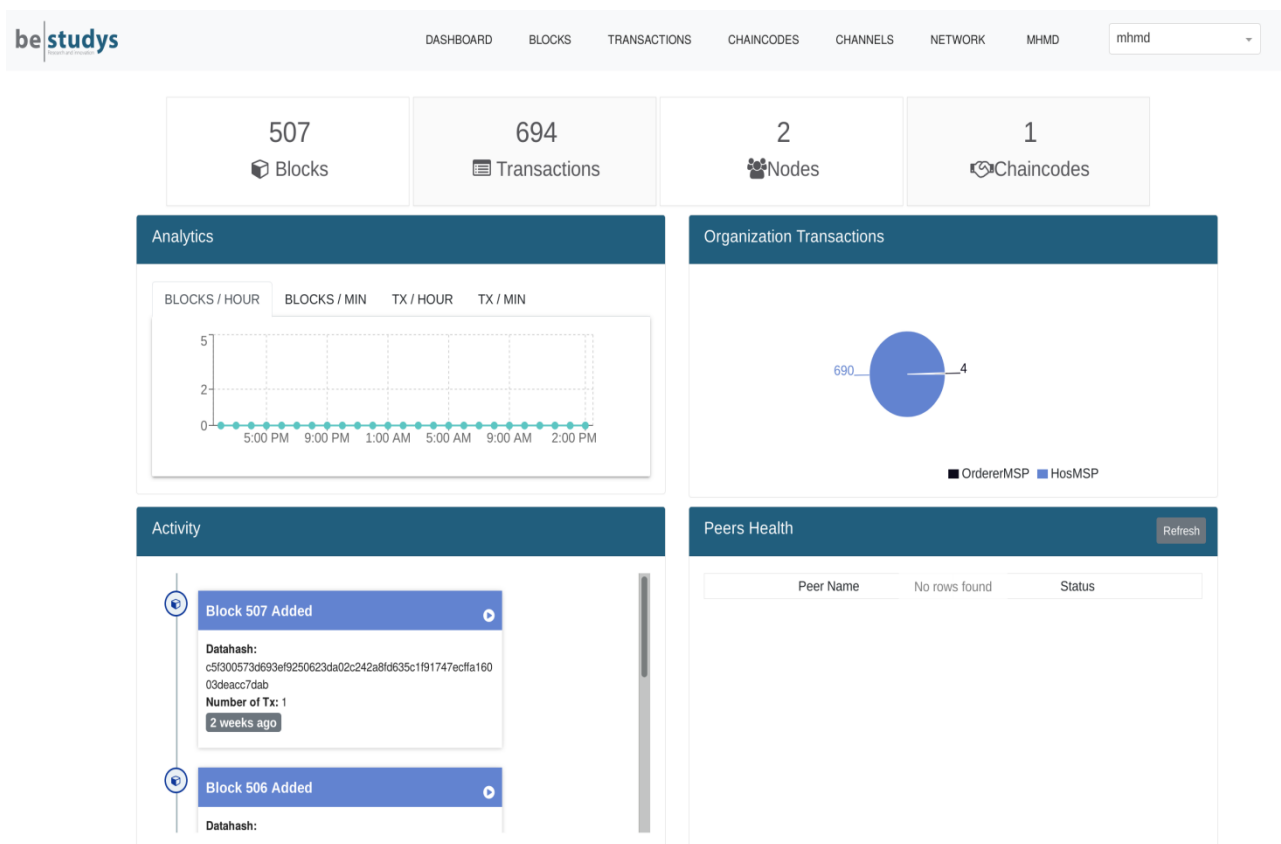 be studys
Research and Innovation
DASHBOARD BLOCKS TRANSACTIONS CHAINCODES CHANNELS NETWORK MHMD mhmd
507
Blocks
694
Transactions
2
Nodes
1
Chaincodes
Analytics
BLOCKS / HOUR BLOCKS / MIN TX / HOUR TX / MIN
5
2
0
5:00 PM 9:00 PM 1:00 AM 5:00 AM 9:00 AM 2:00 PM
Organization Transactions
690 4
OrdererMSP HosMSP
Activity
Block 507 Added
Datahash:
c5f300573d693ef9250623da02c242a8fd635c1f91747ecffa160
03deacc7dab
Number of Tx: 1
2 weeks ago
Block 506 Added
Datahash:
Peers Health Refresh
Peer Name No rows found Status